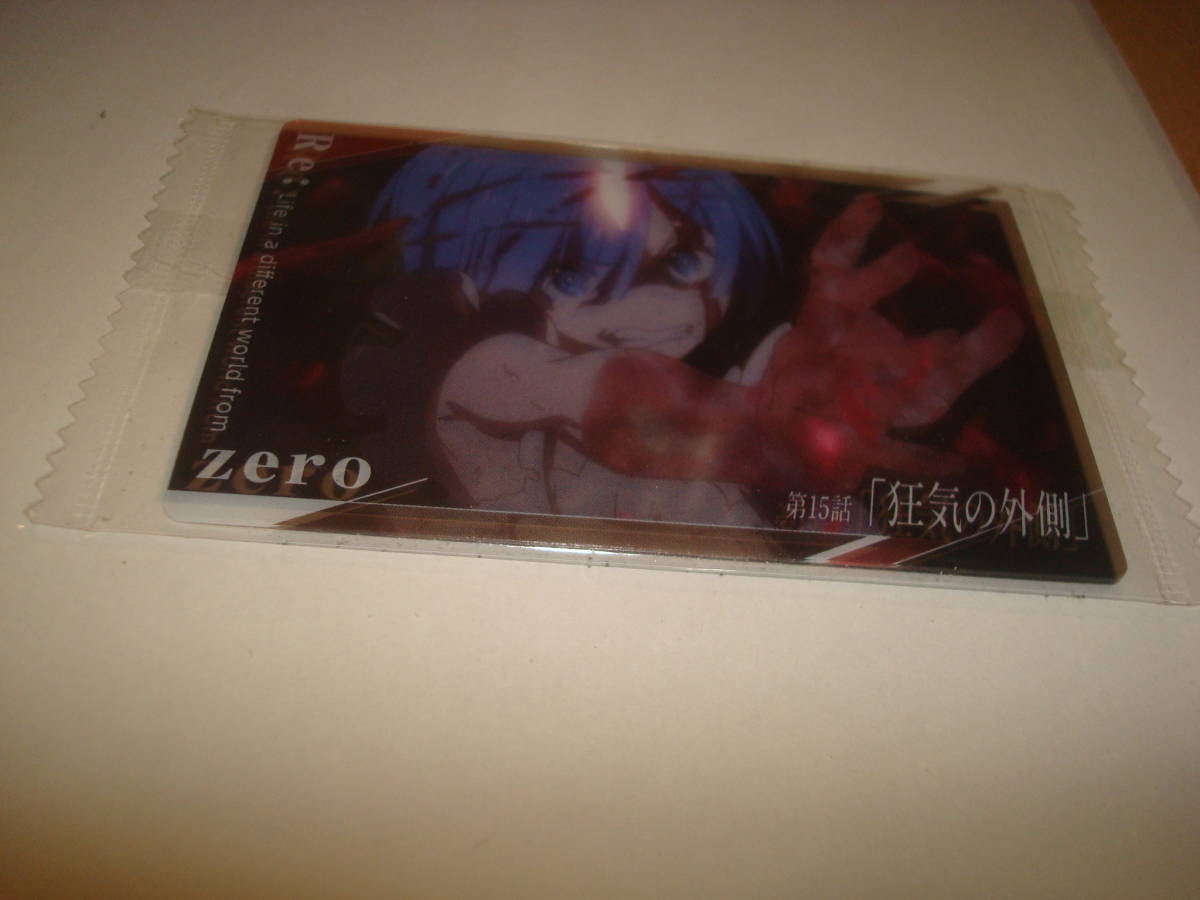 Re:
Life in a different world from
zero
第15話「狂気の外側」